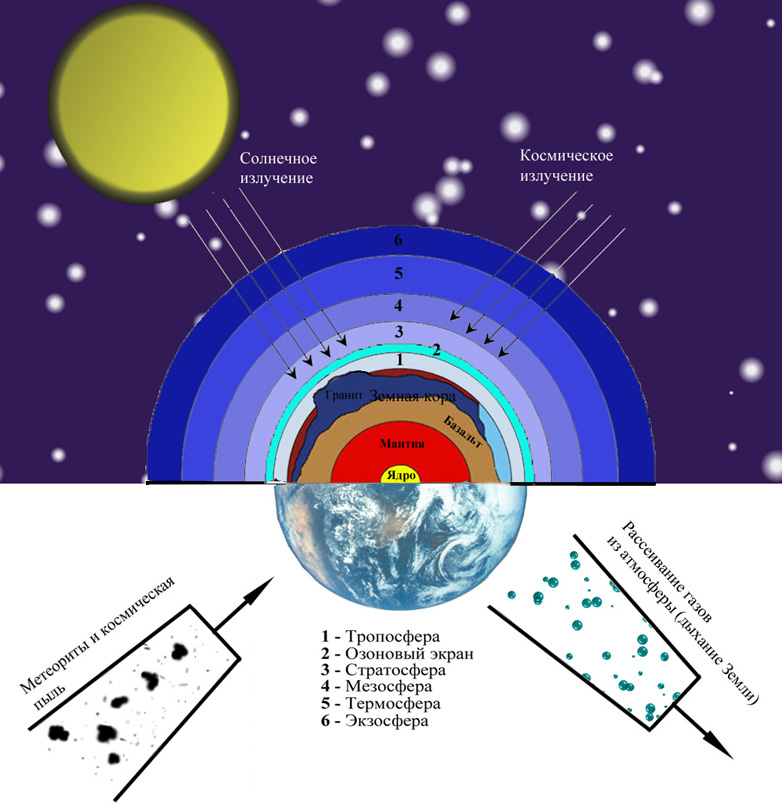 Солнечное
излучение
Космическое
излучение
6
5
4
3
2
1
Гранит
Земная кора
Базальт
Мантия
Ядро
Метеориты и космическая
пыль
Рассеивание газов
из атмосферы (дыхание Земли)
1 - Тропосфера
2 - Озоновый экран
3 - Стратосфера
4 - Мезосфера
5 - Термосфера
6 - Экзосфера